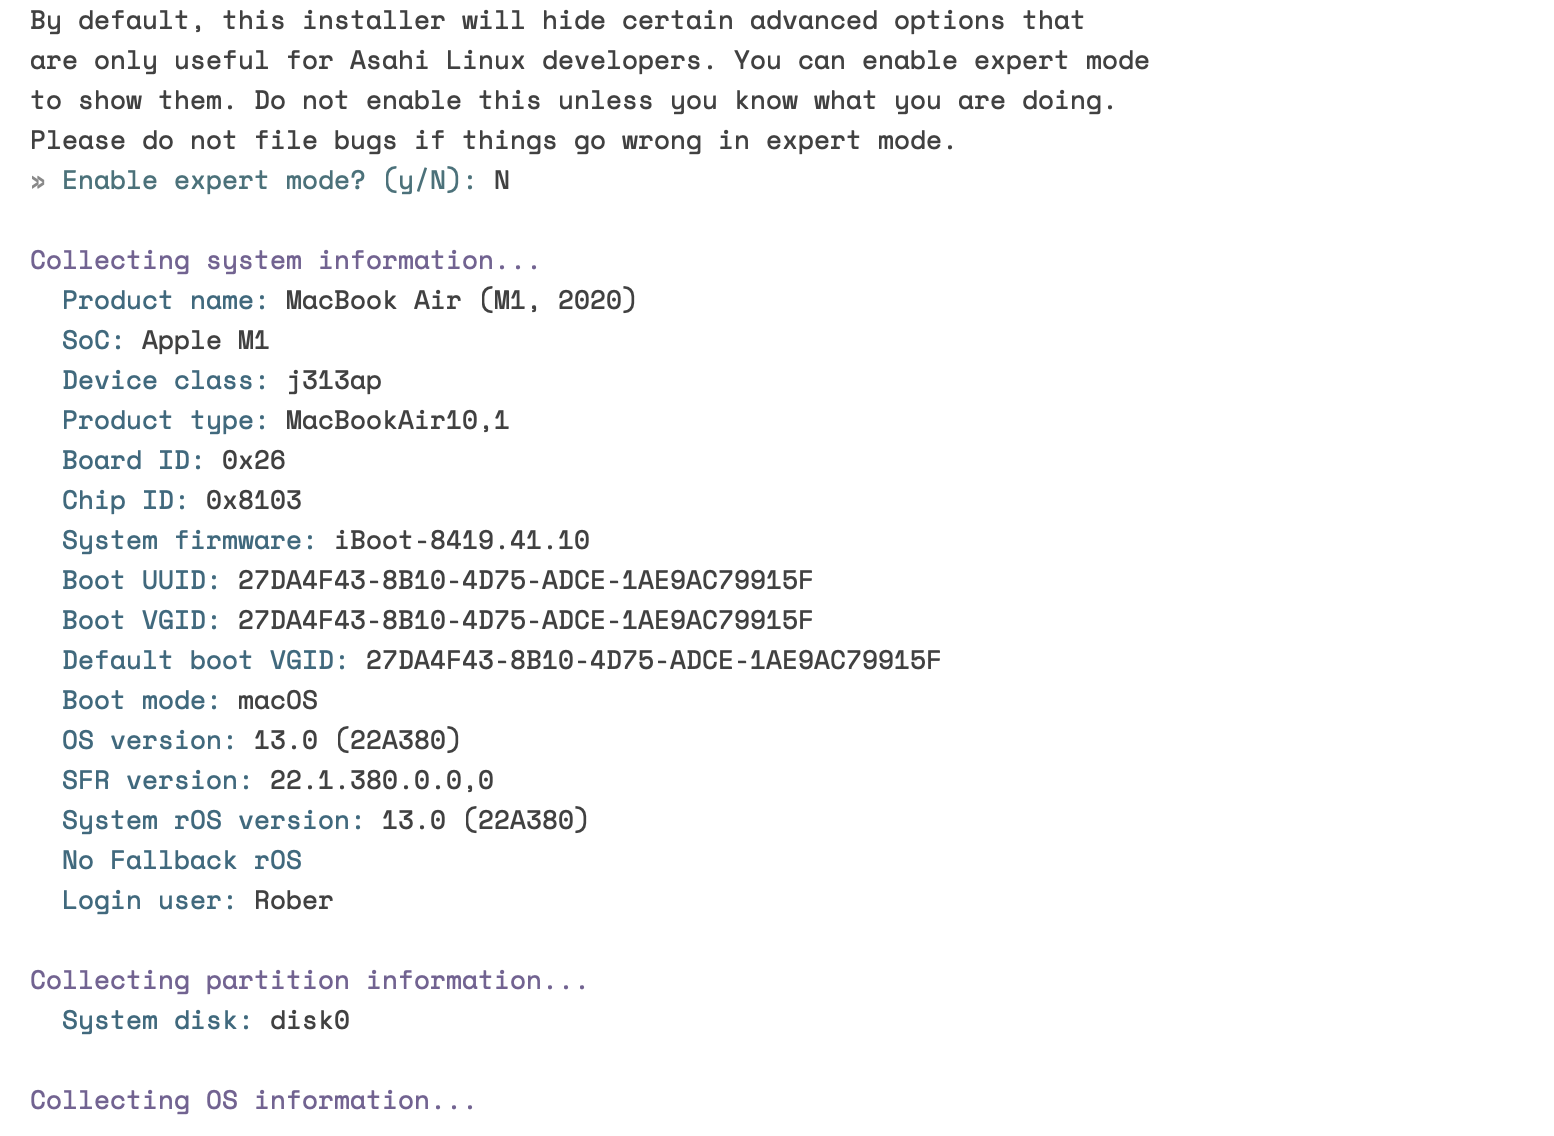 By default, this installer will hide certain advanced options that
are only useful for Asahi Linux developers. You can enable expert mode
to show them. Do not enable this unless you know what you are doing.
Please do not file bugs if things go wrong in expert mode.
» Enable expert mode? (y/N): N
Collecting system information...
Product name: MacBook Air (M1, 2020)
SoC: Apple M1
Device class: j313ap
Product type: MacBookAir10,1
Board ID: 0x26
Chip ID: 0x8103
System firmware: iBoot-8419.41.10
Boot UUID: 27DA4F43-8B10-4D75-ADCE-1AE9AC79915F
Boot VGID: 27DA4F43-8B10-4D75-ADCE-1AE9AC79915F
Default boot VGID: 27DA4F43-8B10-4D75-ADCE-1AE9AC79915F
Boot mode: macOS
OS version: 13.0 (22A380)
SFR version: 22.1.380.0.0,0
System rOS version: 13.0 (22A380)
No Fallback rOS
Login user: Rober
Collecting partition information...
System disk: disk0
Collecting OS information...